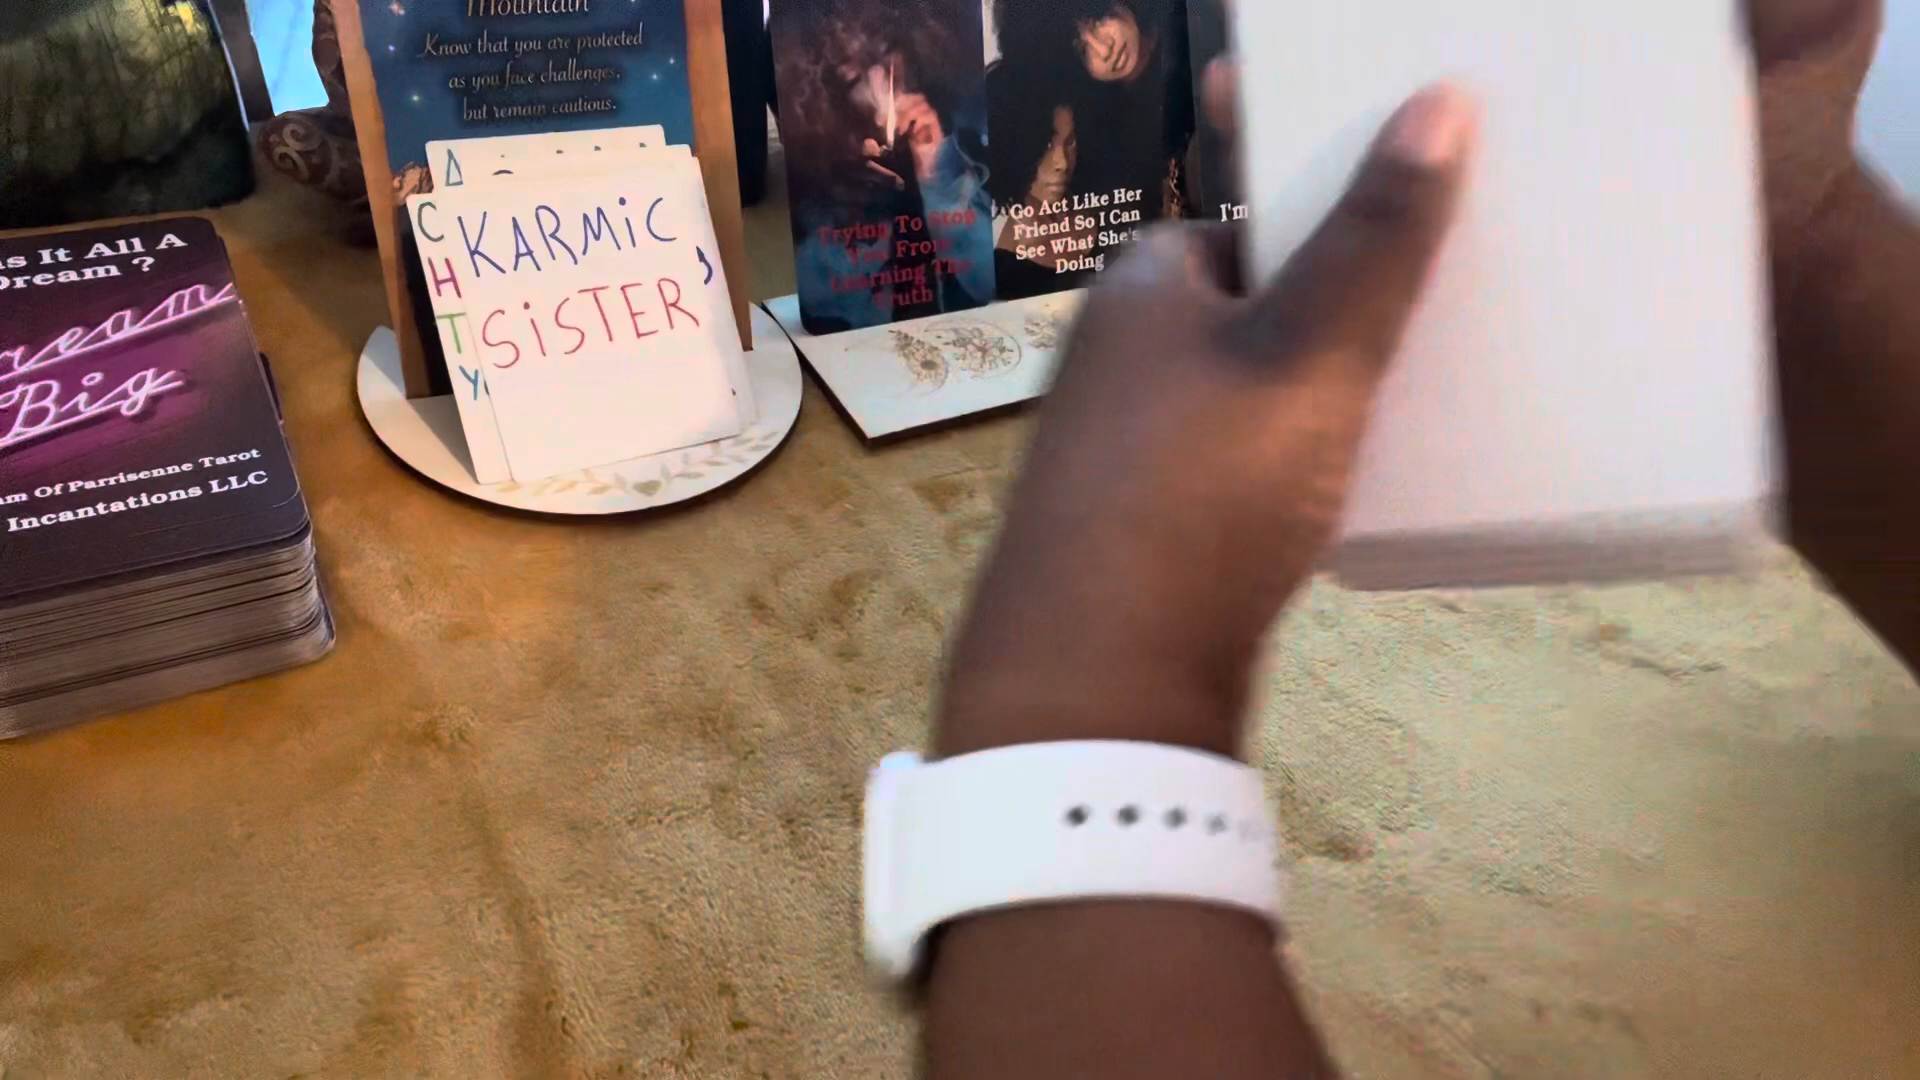 Mountain
Know that you are protected
as you face challenges,
but remain cautious.
KARMiC
SiSTER,
C
H
T
Y
Is It All A
Dream ?
Dream
Big
Of Parrisenne Tarot
Incantations LLC
Trying To Stop
You From
Learning The
Truth
Go Act Like Her
Friend So I Can
See What She's
Doing
I'm